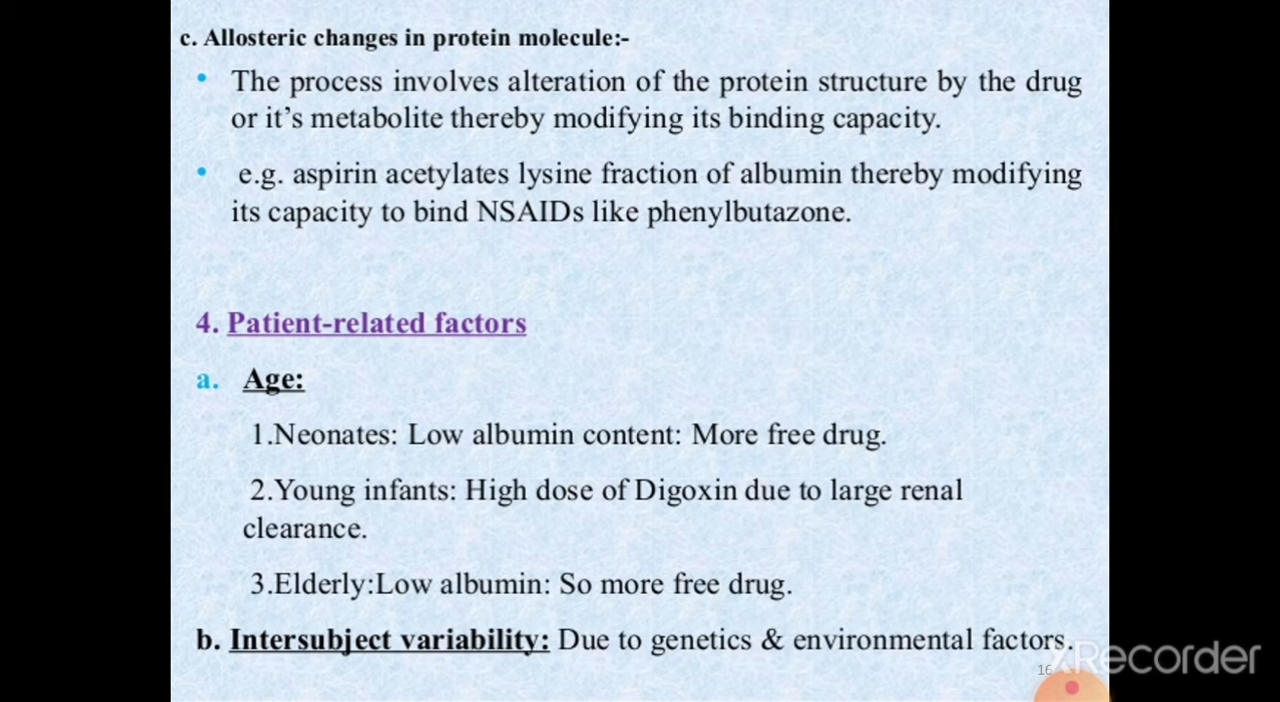 c. Allosteric changes in protein molecule:-
• The process involves alteration of the protein structure by the drug
or it’s metabolite thereby modifying its binding capacity.
• e.g. aspirin acetylates lysine fraction of albumin thereby modifying
its capacity to bind NSAIDs like phenylbutazone.
4. Patient-related factors
a. Age:
1.Neonates: Low albumin content: More free drug.
2.Young infants: High dose of Digoxin due to large renal
clearance.
3.Elderly:Low albumin: So more free drug.
b. Intersubject variability: Due to genetics & environmental factors.
16
XRecorder